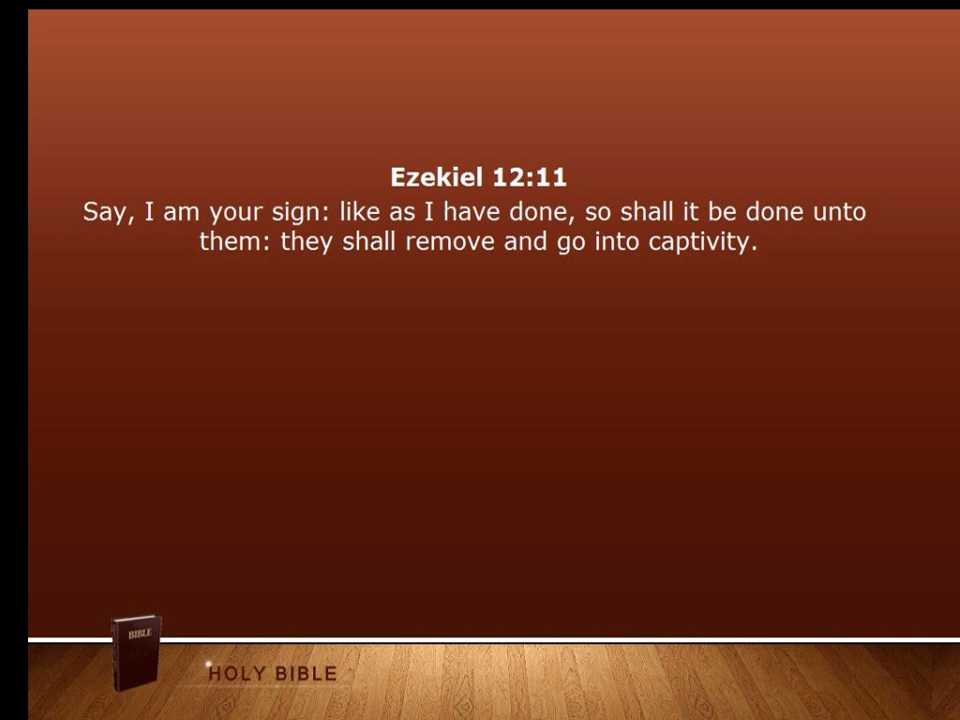 Ezekiel 12:11
Say, I am your sign: like as I have done, so shall it be done unto
them: they shall remove and go into captivity.
BIBLE
HOLY BIBLE